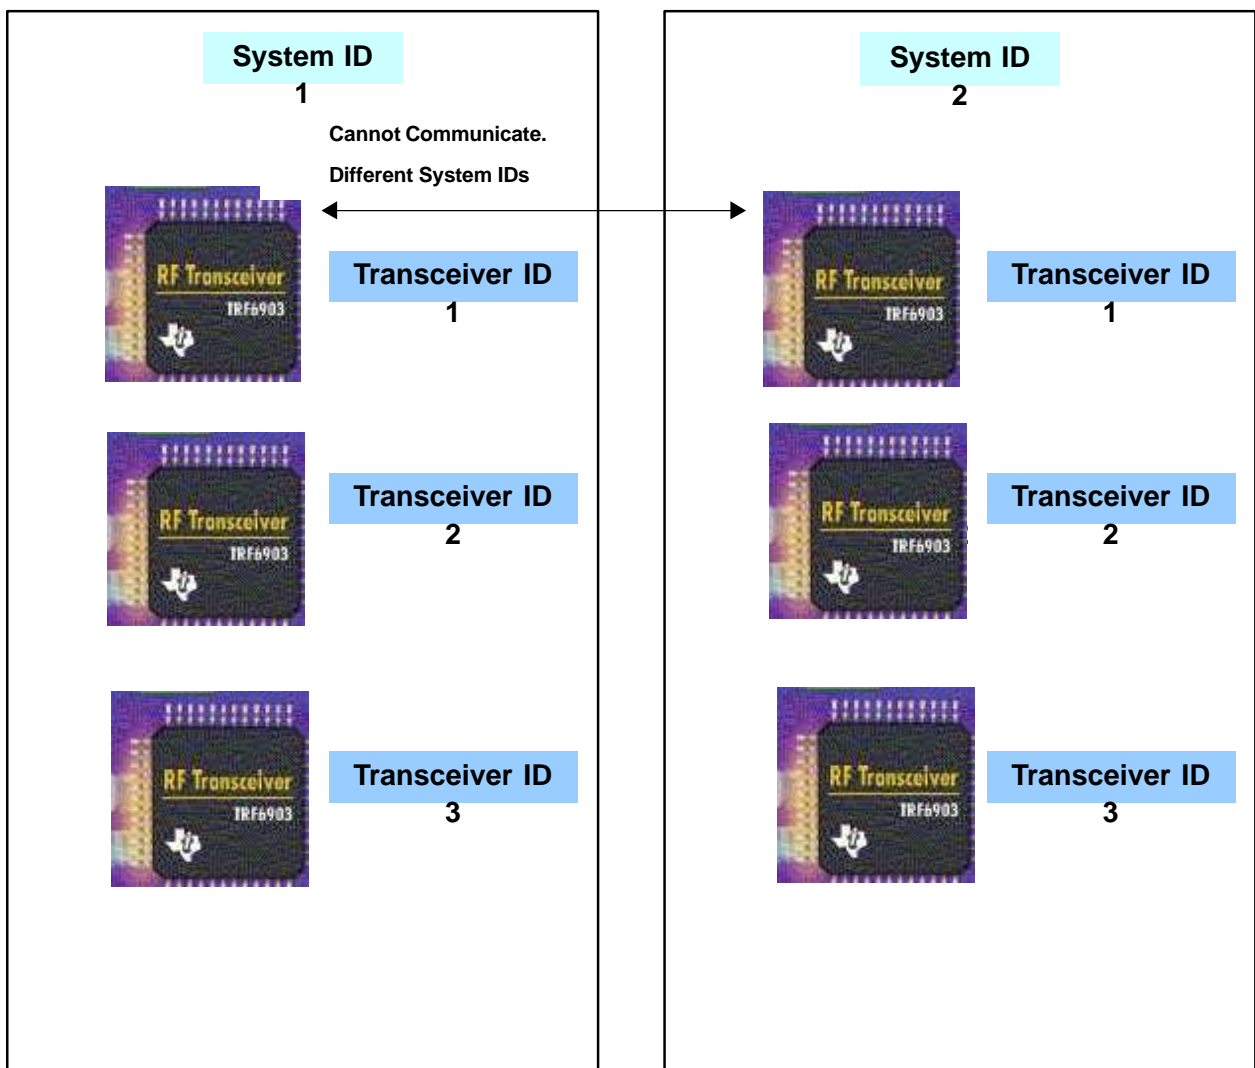 System ID
1
System ID
2
Cannot Communicate.
Different System IDs
RF Transceiver
TRF6903
Transceiver ID
1
RF Transceiver
TRF6903
Transceiver ID
1
RF Transceiver
TRF6903
Transceiver ID
2
RF Transceiver
TRF6903
Transceiver ID
2
RF Transceiver
TRF6903
Transceiver ID
3
RF Transceiver
TRF6903
Transceiver ID
3